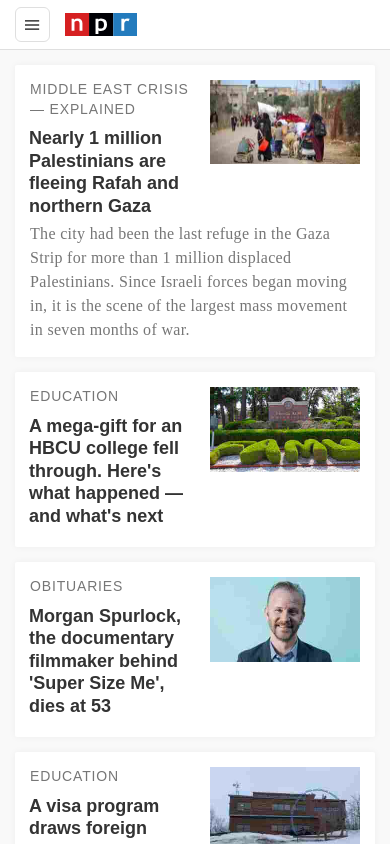 npr
MIDDLE EAST CRISIS
— EXPLAINED
Nearly 1 million
Palestinians are
fleeing Rafah and
northern Gaza
The city had been the last refuge in the Gaza
Strip for more than 1 million displaced
Palestinians. Since Israeli forces began moving
in, it is the scene of the largest mass movement
in seven months of war.
EDUCATION
A mega-gift for an
HBCU college fell
through. Here's
what happened —
and what's next
OBITUARIES
Morgan Spurlock,
the documentary
filmmaker behind
'Super Size Me',
dies at 53
EDUCATION
A visa program
draws foreign